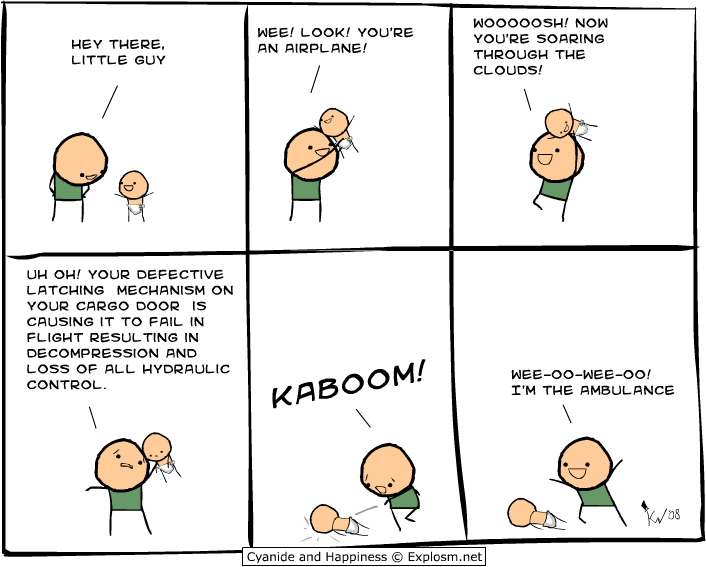 HEY THERE,
LITTLE GUY
WEE! LOOK! YOU'RE
AN AIRPLANE!
WOOOOOSH! NOW
YOU'RE SOARING
THROUGH THE
CLOUDS!
UH OH! YOUR DEFECTIVE
LATCHING MECHANISM ON
YOUR CARGO DOOR IS
CAUSING IT TO FAIL IN
FLIGHT RESULTING IN
DECOMPRESSION AND
LOSS OF ALL HYDRAULIC
CONTROL.
KABOOM!
WEE-OO-WEE-OO!
I'M THE AMBULANCE
KW '08
Cyanide and Happiness © Explosm.net